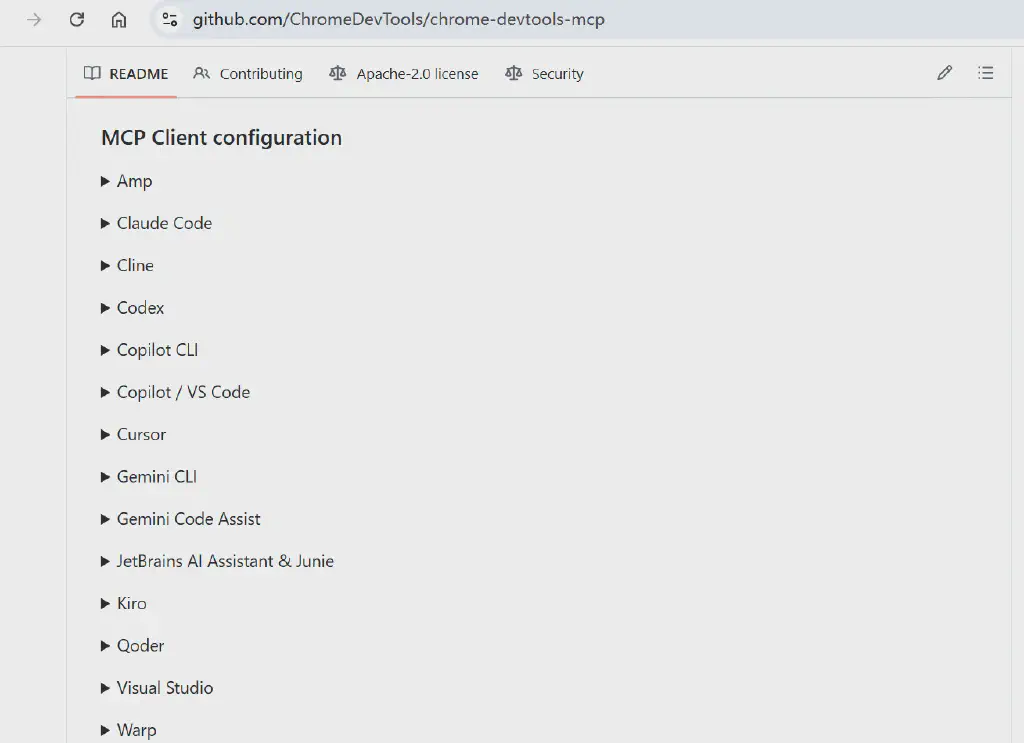 github.com/ChromeDevTools/chrome-devtools-mcp
README Contributing Apache-2.0 license Security
MCP Client configuration
Amp
Claude Code
Cline
Codex
Copilot CLI
Copilot / VS Code
Cursor
Gemini CLI
Gemini Code Assist
JetBrains AI Assistant & Junie
Kiro
Qoder
Visual Studio
Warp